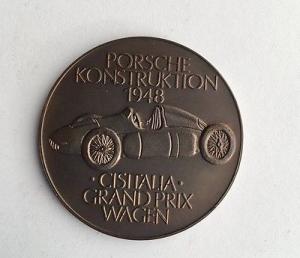 PORSCHE
KONSTRUKTION
1948
·CISITALIA·
GRAND PRIX
WAGEN